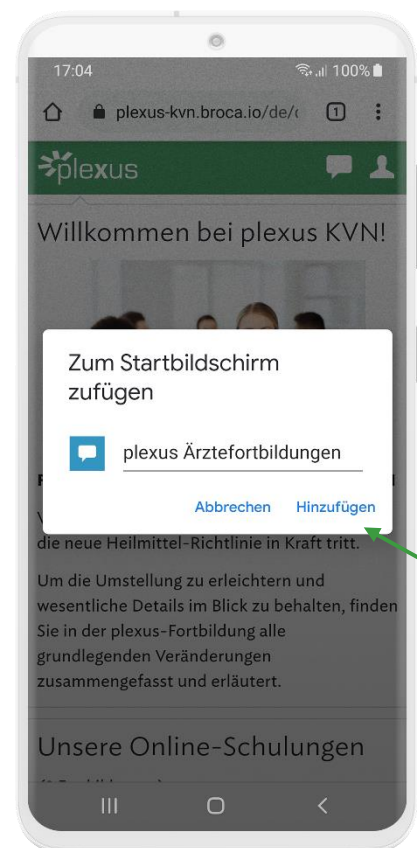 17:04
100%
plexus-kvn.broca.io/de/
1
plexus
Willkommen bei plexus KVN!
Zum Startbildschirm
zufügen
plexus Ärztefortbildungen
Abbrechen Hinzufügen
die neue Heilmittel-Richtlinie in Kraft tritt.
Um die Umstellung zu erleichtern und
wesentliche Details im Blick zu behalten, finden
Sie in der plexus-Fortbildung alle
grundlegenden Veränderungen
zusammengefasst und erläutert.
Unsere Online-Schulungen